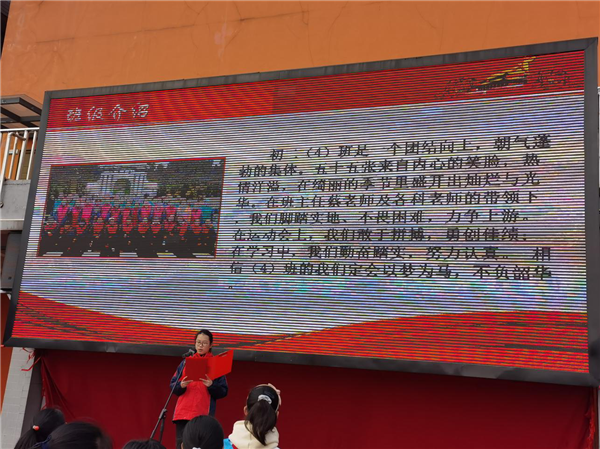 班级介绍
初一（4）班是一个团结向上，朝气蓬
勃的集体，五十五张来自内心的笑脸，热
情洋溢，在绚丽的季节里盛开出灿烂与光
华。在班主任蔡老师及各科老师的带领下
，我们脚踏实地、不畏困难，力争上游。
在运动会上，我们敢于拼搏，勇创佳绩；
在学习中，我们勤奋踏实，努力认真。 相
信（4）班的我们定会以梦为马，不负韶华
。